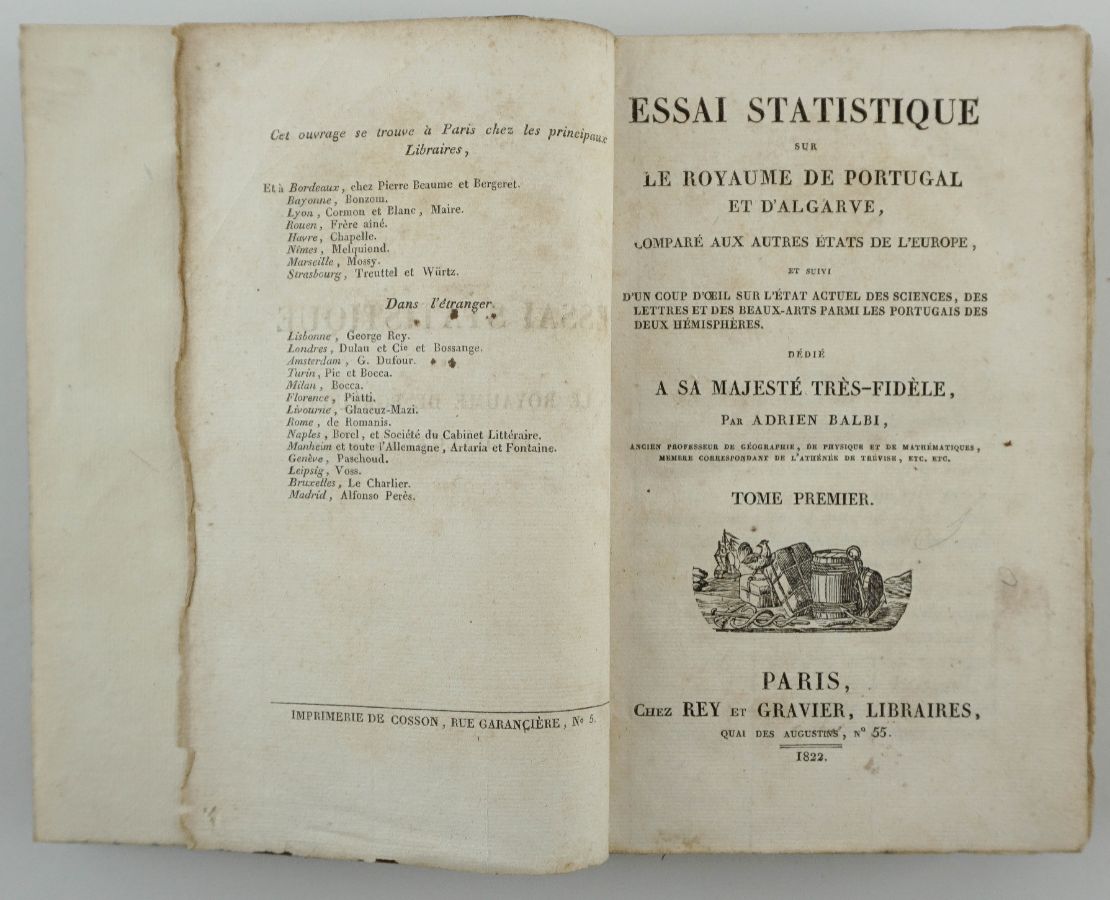 Cet ouvrage se trouve à Paris chez les principaux
Libraires,
Et à Bordeaux, chez Pierre Beaume et Bergeret.
Bayonne, Bonzom.
Lyon, Cormon et Blanc, Maire.
Rouen, Frère aîné.
Havre, Chapelle.
Nîmes, Melquiond.
Marseille, Mossy.
Strasbourg, Treuttel et Würtz.
Dans l'étranger.
Lisbonne, George Rey.
Londres, Dulau et Cie et Bossange.
Amsterdam, G. Dufour.
Turin, Pic et Bocca.
Milan, Bocca.
Florence, Piatti.
Livourne, Glaucuz-Mazi.
Rome, de Romanis.
Naples, Borel, et Société du Cabinet Littéraire.
Manheim et toute l'Allemagne, Artaria et Fontaine.
Genève, Paschoud.
Leipsig, Voss.
Bruxelles, Le Charlier.
Madrid, Alfonso Perès.
IMPRIMERIE DE COSSON, RUE GARANÇIÈRE, No 5.
ESSAI STATISTIQUE
SUR
LE ROYAUME DE PORTUGAL
ET D'ALGARVE,
COMPARÉ AUX AUTRES ÉTATS DE L'EUROPE,
ET SUIVI
D'UN COUP D'ŒIL SUR L'ÉTAT ACTUEL DES SCIENCES, DES
LETTRES ET DES BEAUX-ARTS PARMI LES PORTUGAIS DES
DEUX HÉMISPHÈRES.
DÉDIÉ
A SA MAJESTÉ TRÈS-FIDÈLE,
PAR ADRIEN BALBI,
ANCIEN PROFESSEUR DE GÉOGRAPHIE, DE PHYSIQUE ET DE MATHÉMATIQUES,
MEMBRE CORRESPONDANT DE L'ATHÉNÉE DE TRÉVISE, ETC. ETC.
TOME PREMIER.
PARIS,
CHEZ REY ET GRAVIER, LIBRAIRES,
QUAI DES AUGUSTINS, No 55.
1822.